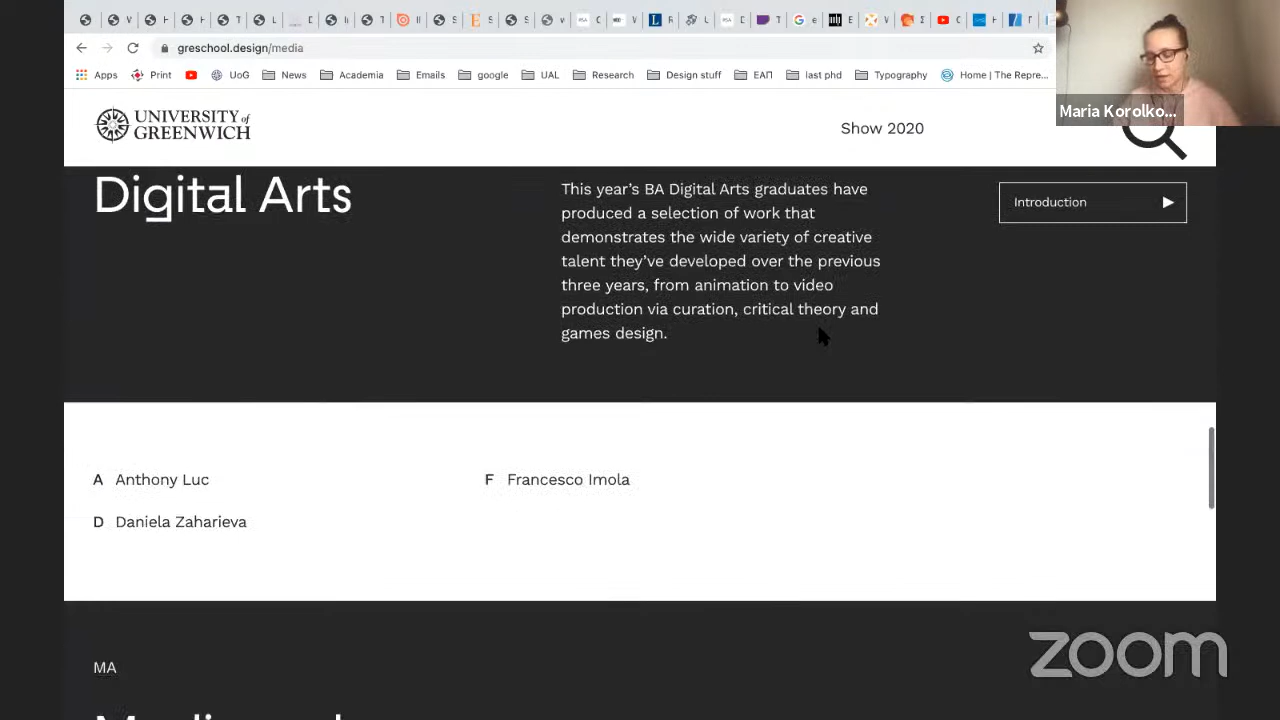 greschool.design/media
Apps Print UoG News Academia Emails google UAL Research Design stuff ЕАП last phd Typography Home | The Repre...
Maria Korolko...
UNIVERSITY of
GREENWICH
Show 2020
Digital Arts
This year's BA Digital Arts graduates have
produced a selection of work that
demonstrates the wide variety of creative
talent they've developed over the previous
three years, from animation to video
production via curation, critical theory and
games design.
Introduction
A Anthony Luc
F Francesco Imola
D Daniela Zaharieva
MA
zoom